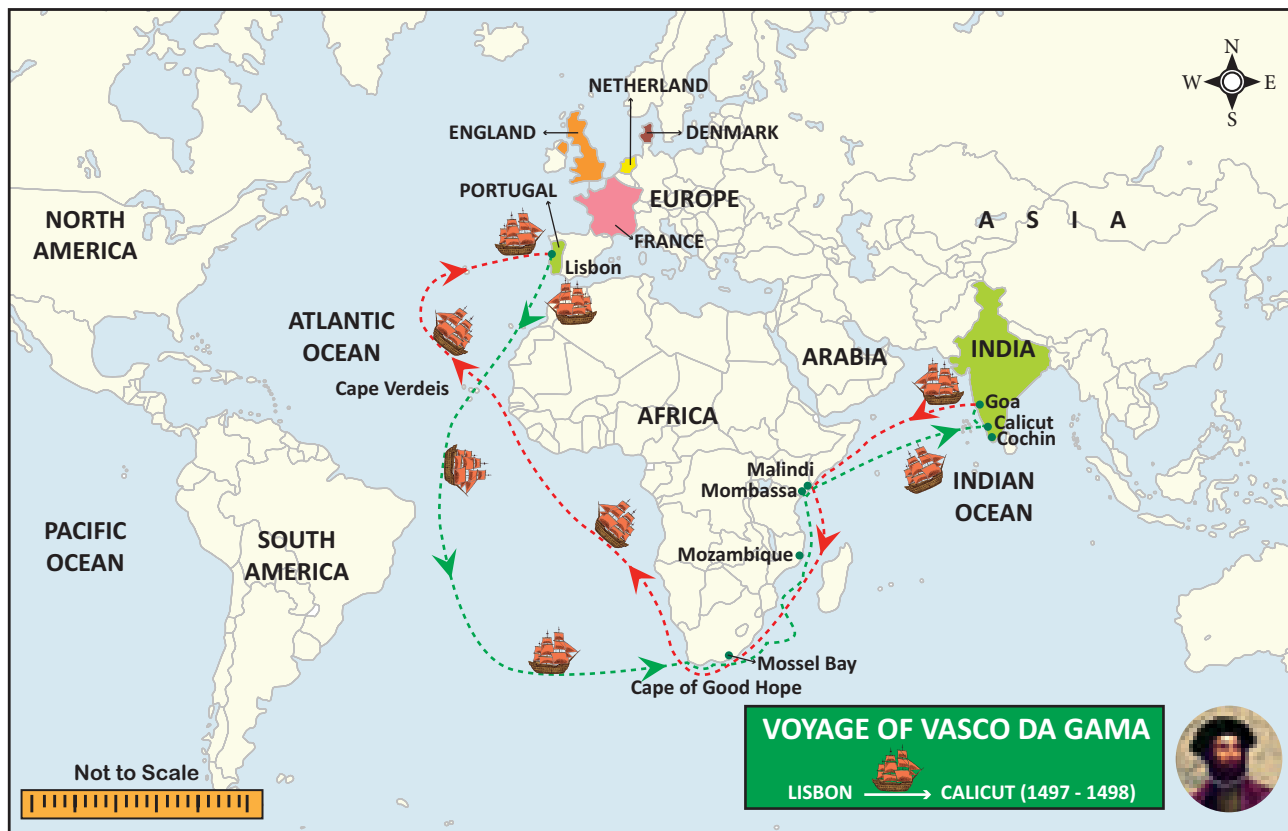 N
W E
S
NETHERLAND
ENGLAND
DENMARK
PORTUGAL
EUROPE
FRANCE
A S I A
NORTH
AMERICA
Lisbon
ATLANTIC
OCEAN
Cape Verdeis
ARABIA
INDIA
AFRICA
Goa
Calicut
Cochin
Malindi
Mombassa
INDIAN
OCEAN
PACIFIC
OCEAN
SOUTH
AMERICA
Mozambique
Mossel Bay
Cape of Good Hope
VOYAGE OF VASCO DA GAMA
LISBON CALICUT (1497 - 1498)
Not to Scale